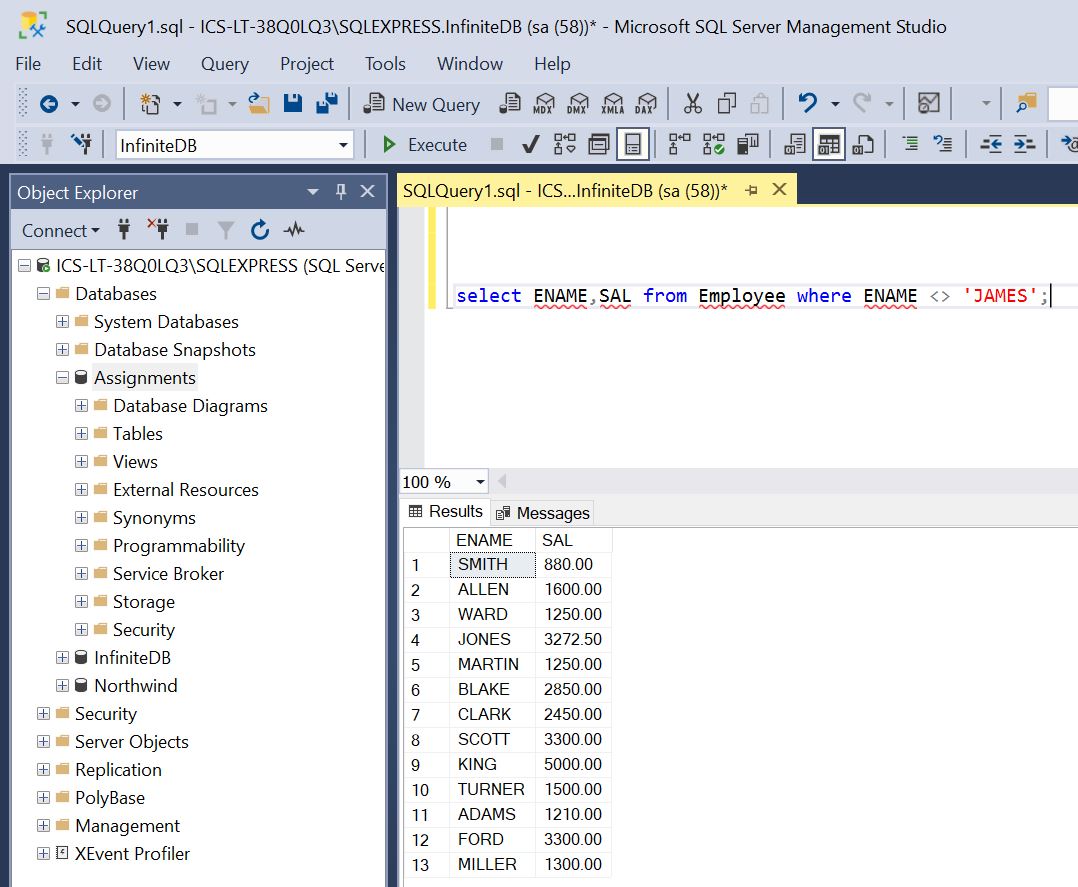 SQLQuery1.sql - ICS-LT-38Q0LQ3\SQLEXPRESS.InfiniteDB (sa (58))* - Microsoft SQL Server Management Studio
File Edit View Query Project Tools Window Help
New Query MDX DMX XMLA DAX
InfiniteDB Execute
Object Explorer
Connect
ICS-LT-38Q0LQ3\SQLEXPRESS (SQL Serve
Databases
System Databases
Database Snapshots
Assignments
Database Diagrams
Tables
Views
External Resources
Synonyms
Programmability
Service Broker
Storage
Security
InfiniteDB
Northwind
Security
Server Objects
Replication
PolyBase
Management
XEvent Profiler
SQLQuery1.sql - ICS...InfiniteDB (sa (58))*
select ENAME,SAL from Employee where ENAME <> 'JAMES';
100 %
Results Messages
ENAME SAL
1 SMITH 880.00
2 ALLEN 1600.00
3 WARD 1250.00
4 JONES 3272.50
5 MARTIN 1250.00
6 BLAKE 2850.00
7 CLARK 2450.00
8 SCOTT 3300.00
9 KING 5000.00
10 TURNER 1500.00
11 ADAMS 1210.00
12 FORD 3300.00
13 MILLER 1300.00